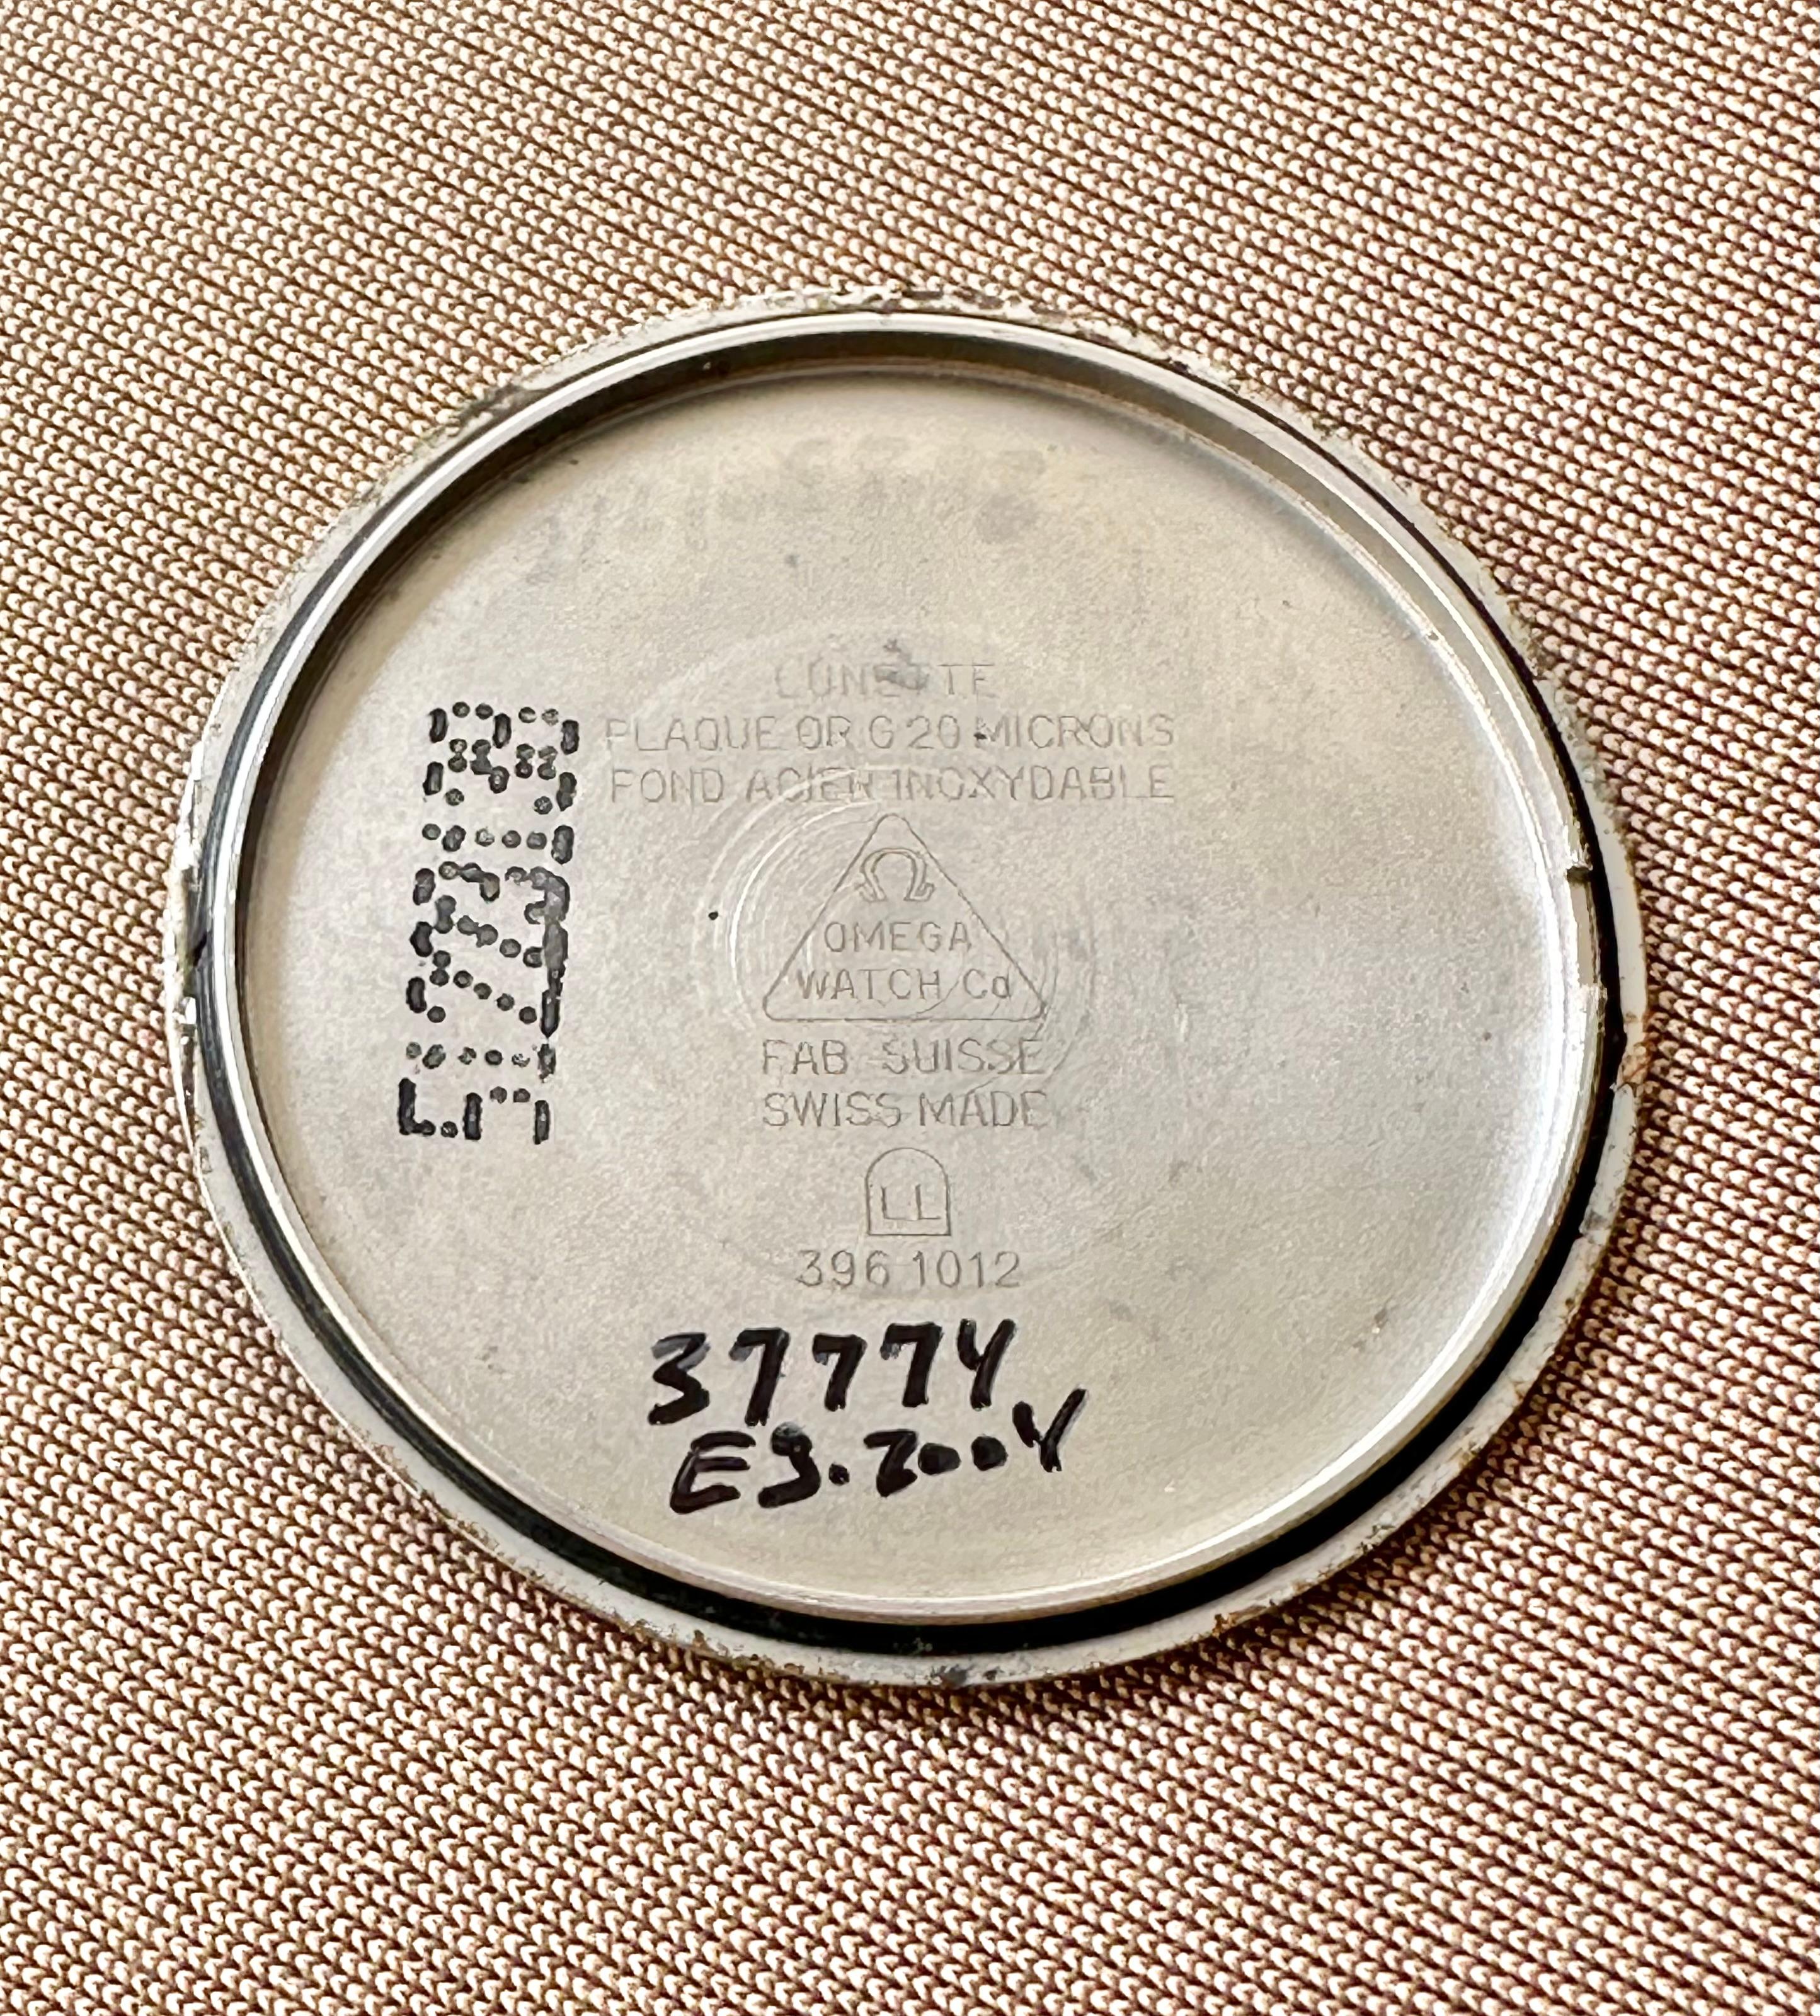 LUNETTE
PLAQUE OR G 20 MICRONS
FOND ACIER INOXYDABLE
Ω
OMEGA
WATCH Co
FAB. SUISSE
SWISS MADE
LL
396 1012
37774
E3.2004